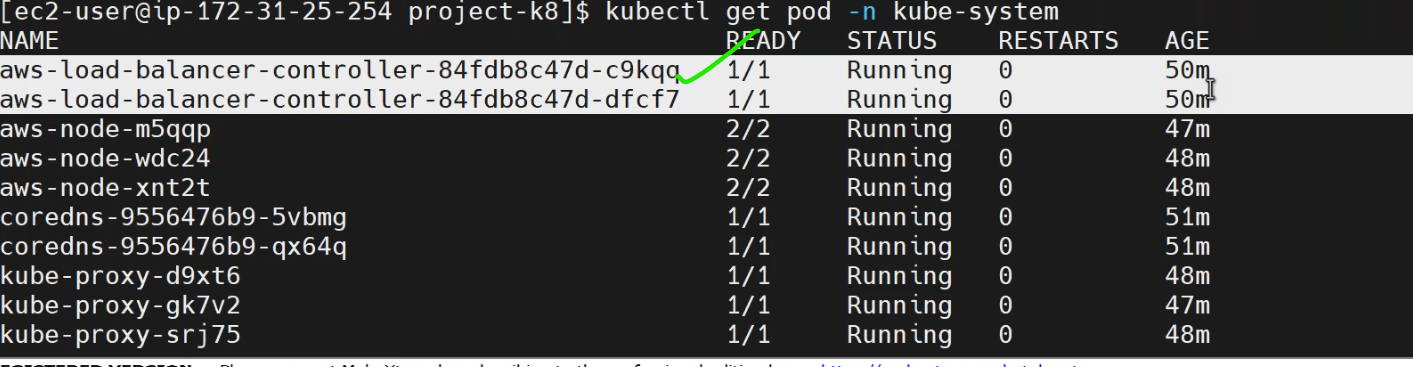 [ec2-user@ip-172-31-25-254 project-k8]$ kubectl get pod -n kube-system
NAME READY STATUS RESTARTS AGE
aws-load-balancer-controller-84fdb8c47d-c9kqq 1/1 Running 0 50m
aws-load-balancer-controller-84fdb8c47d-dfcf7 1/1 Running 0 50m
aws-node-m5qqp 2/2 Running 0 47m
aws-node-wdc24 2/2 Running 0 48m
aws-node-xnt2t 2/2 Running 0 48m
coredns-9556476b9-5vbmg 1/1 Running 0 51m
coredns-9556476b9-qx64q 1/1 Running 0 51m
kube-proxy-d9xt6 1/1 Running 0 48m
kube-proxy-gk7v2 1/1 Running 0 47m
kube-proxy-srj75 1/1 Running 0 48m